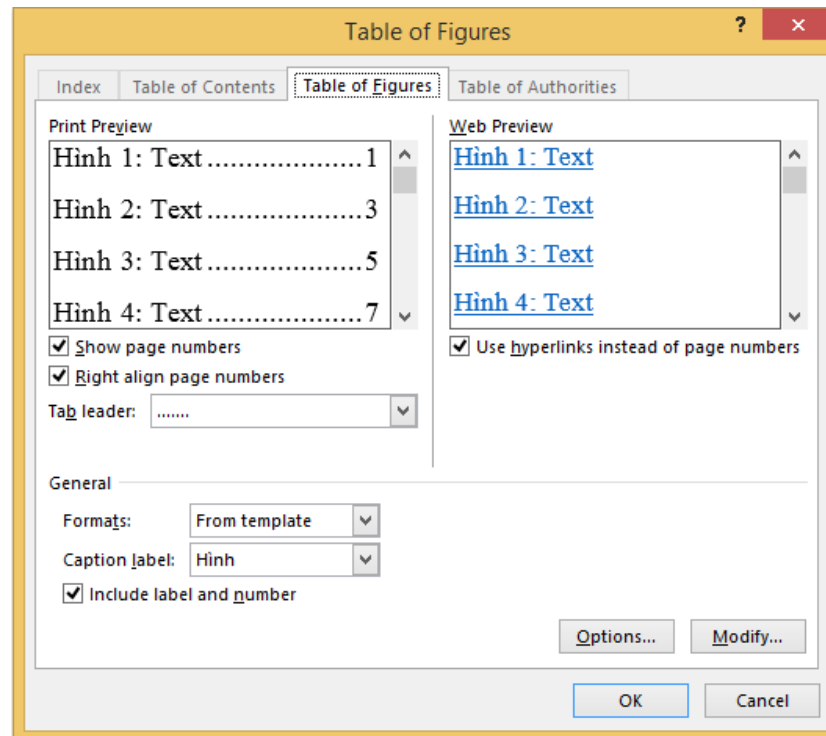 Table of Figures ?
Index Table of Contents Table of Figures Table of Authorities
Print Preview
Hình 1: Text.....................1
Hình 2: Text.....................3
Hình 3: Text.....................5
Hình 4: Text.....................7
Show page numbers
Right align page numbers
Tab leader: .......
Web Preview
Hình 1: Text
Hình 2: Text
Hình 3: Text
Hình 4: Text
Use hyperlinks instead of page numbers
General
Formats: From template
Caption label: Hình
Include label and number
Options... Modify...
OK Cancel